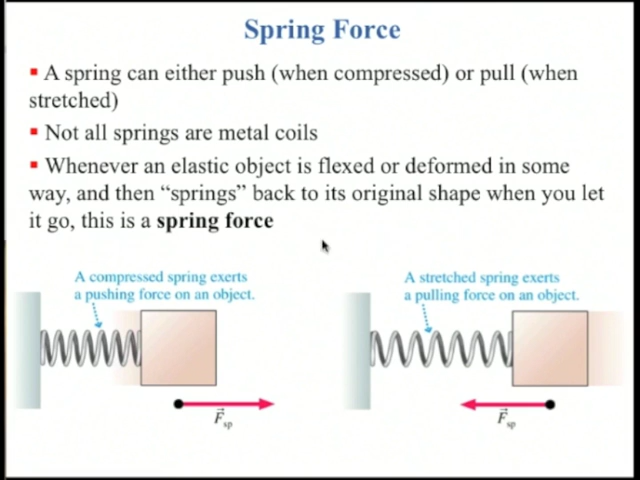 Spring Force
▪ A spring can either push (when compressed) or pull (when
stretched)
▪ Not all springs are metal coils
▪ Whenever an elastic object is flexed or deformed in some
way, and then “springs” back to its original shape when you let
it go, this is a spring force
A compressed spring exerts
a pushing force on an object.
A stretched spring exerts
a pulling force on an object.
F⃗sp
F⃗sp